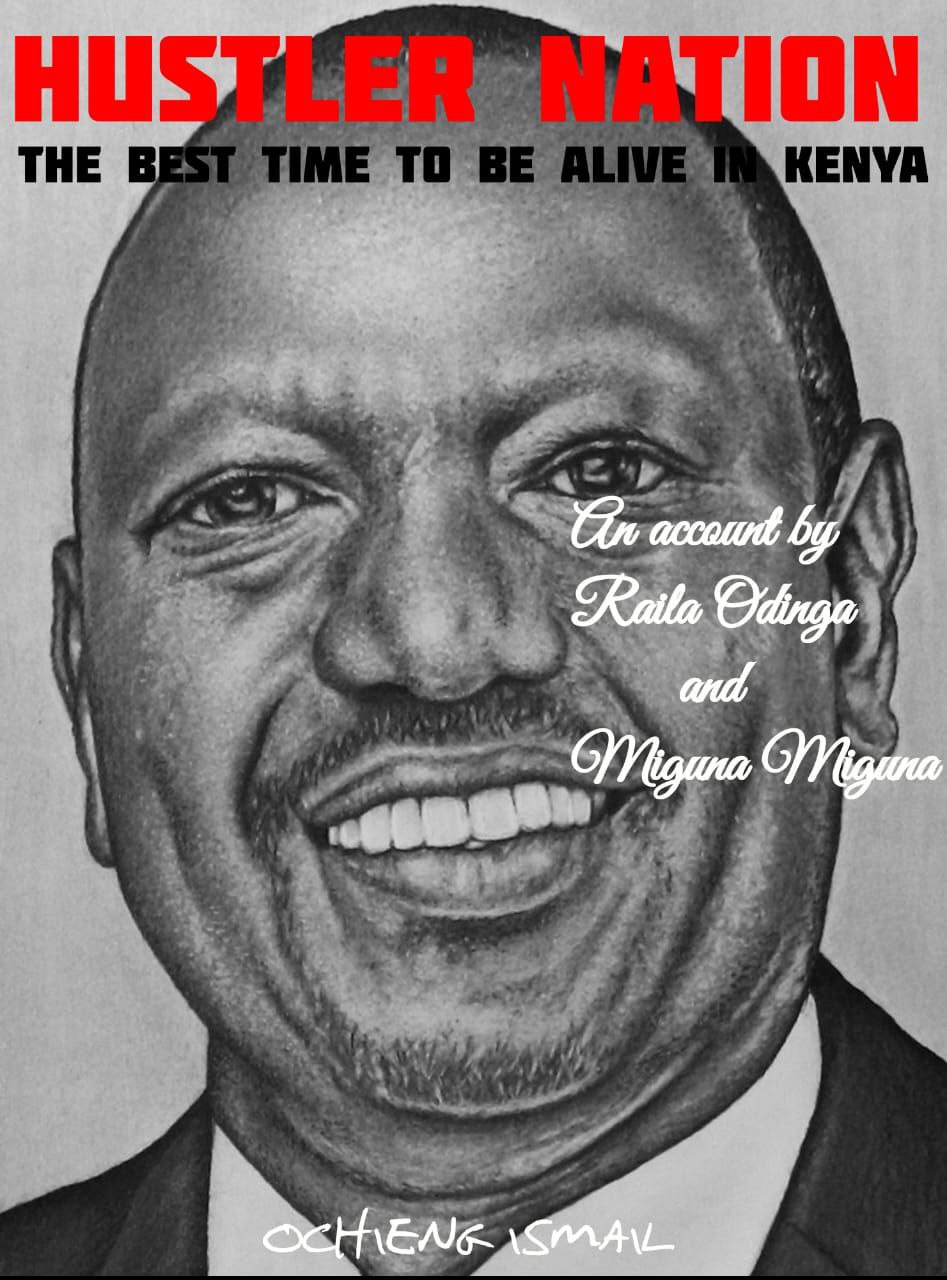 HUSTLER NATION
THE BEST TIME TO BE ALIVE IN KENYA
An account by
Raila Odinga
and
Miguna Miguna
OCHIENG ISMAIL